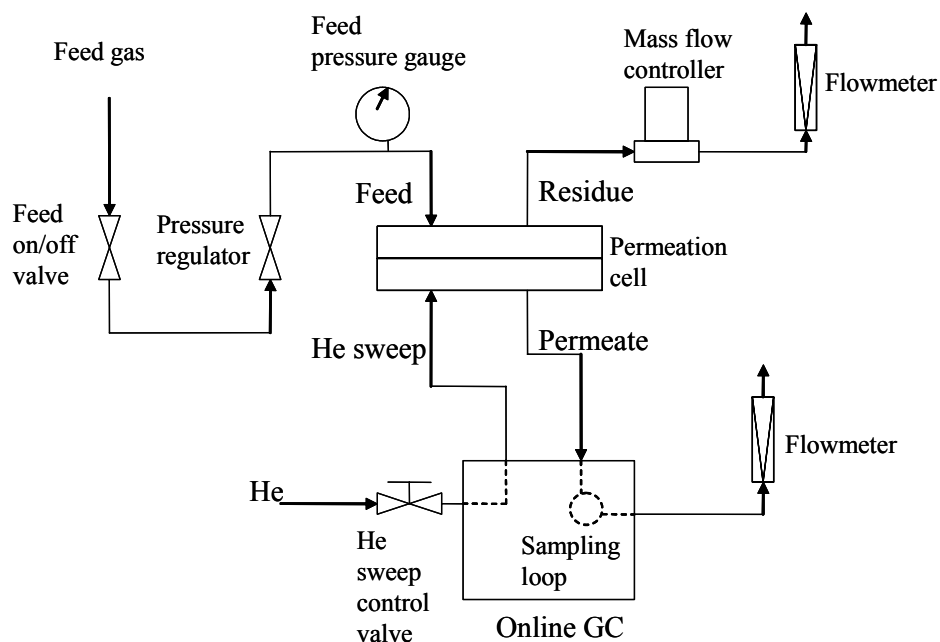 Feed gas
Feed
pressure gauge
Mass flow
controller
Flowmeter
Feed
on/off
valve
Pressure
regulator
Feed
Residue
Permeation
cell
He sweep
Permeate
Flowmeter
He
He
sweep
control
valve
Sampling
loop
Online GC